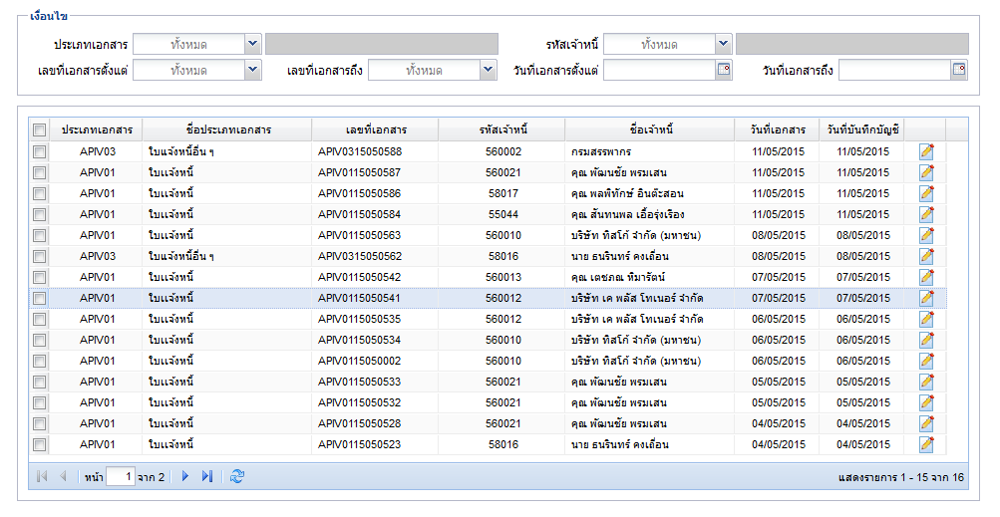 เงื่อนไข
ประเภทเอกสาร ทั้งหมด รหัสเจ้าหนี้ ทั้งหมด
เลขที่เอกสารตั้งแต่ ทั้งหมด เลขที่เอกสารถึง ทั้งหมด วันที่เอกสารตั้งแต่ วันที่เอกสารถึง
ประเภทเอกสาร ชื่อประเภทเอกสาร เลขที่เอกสาร รหัสเจ้าหนี้ ชื่อเจ้าหนี้ วันที่เอกสาร วันที่บันทึกบัญชี
APIV03 ใบแจ้งหนี้อื่น ๆ APIV0315050588 560002 กรมสรรพากร 11/05/2015 11/05/2015
APIV01 ใบแจ้งหนี้ APIV0115050587 560021 คุณ พัฒนชัย พรมเสน 11/05/2015 11/05/2015
APIV01 ใบแจ้งหนี้ APIV0115050586 58017 คุณ พลพิทักษ์ อินต๊ะสอน 11/05/2015 11/05/2015
APIV01 ใบแจ้งหนี้ APIV0115050584 55044 คุณ สันทนพล เอื้อรุ่งเรือง 11/05/2015 11/05/2015
APIV01 ใบแจ้งหนี้ APIV0115050563 560010 บริษัท ทิสโก้ จำกัด (มหาชน) 08/05/2015 08/05/2015
APIV03 ใบแจ้งหนี้อื่น ๆ APIV0315050562 58016 นาย ธนรินทร์ คงเถื่อน 08/05/2015 08/05/2015
APIV01 ใบแจ้งหนี้ APIV0115050542 560013 คุณ เตชภณ หิมารัตน์ 07/05/2015 07/05/2015
APIV01 ใบแจ้งหนี้ APIV0115050541 560012 บริษัท เค พลัส โทเนอร์ จำกัด 07/05/2015 07/05/2015
APIV01 ใบแจ้งหนี้ APIV0115050535 560012 บริษัท เค พลัส โทเนอร์ จำกัด 06/05/2015 06/05/2015
APIV01 ใบแจ้งหนี้ APIV0115050534 560010 บริษัท ทิสโก้ จำกัด (มหาชน) 06/05/2015 06/05/2015
APIV01 ใบแจ้งหนี้ APIV0115050002 560010 บริษัท ทิสโก้ จำกัด (มหาชน) 06/05/2015 06/05/2015
APIV01 ใบแจ้งหนี้ APIV0115050533 560021 คุณ พัฒนชัย พรมเสน 05/05/2015 05/05/2015
APIV01 ใบแจ้งหนี้ APIV0115050532 560021 คุณ พัฒนชัย พรมเสน 05/05/2015 05/05/2015
APIV01 ใบแจ้งหนี้ APIV0115050528 560021 คุณ พัฒนชัย พรมเสน 04/05/2015 04/05/2015
APIV01 ใบแจ้งหนี้ APIV0115050523 58016 นาย ธนรินทร์ คงเถื่อน 04/05/2015 04/05/2015
หน้า 1 จาก 2 แสดงรายการ 1 - 15 จาก 16